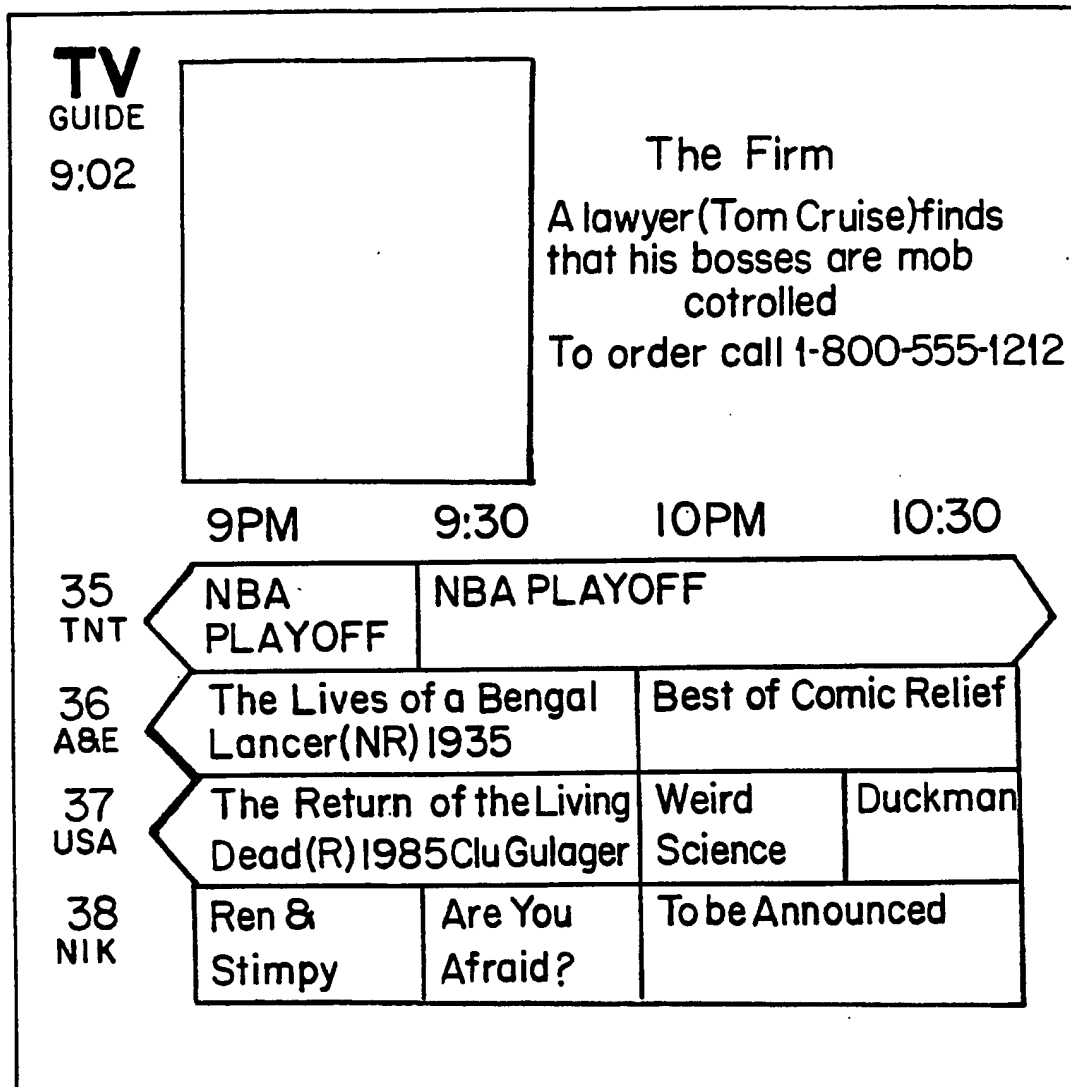 TV
GUIDE
9:02
The Firm
A lawyer (Tom Cruise) finds
that his bosses are mob
cotrolled
To order call 1-800-555-1212
9PM 9:30 10PM 10:30
35
TNT
NBA
PLAYOFF
NBA PLAYOFF
36
A&E
The Lives of a Bengal
Lancer (NR) 1935
Best of Comic Relief
37
USA
The Return of the Living
Dead (R) 1985 Clu Gulager
Weird
Science
Duckman
38
NIK
Ren &
Stimpy
Are You
Afraid?
To be Announced